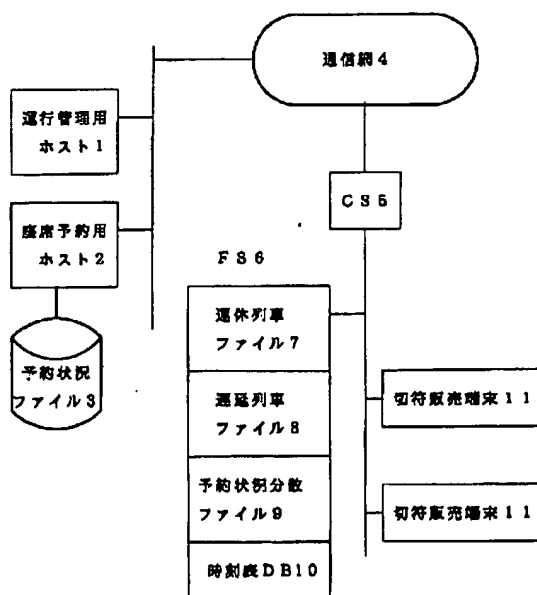 通信網4
運行管理用
ホスト1
CS5
座席予約用
ホスト2
FS6
運休列車
ファイル7
予約状況
ファイル3
遅延列車
ファイル8
切符販売端末11
予約状況分散
ファイル9
切符販売端末11
時刻表DB10